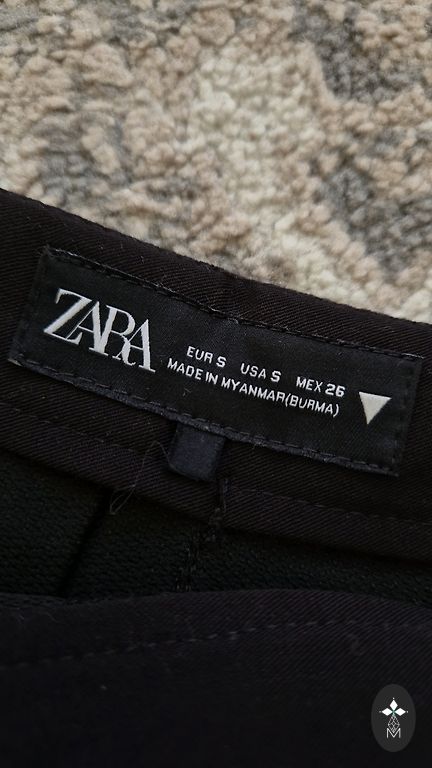 ZARA
EUR S USA S MEX 26
MADE IN MYANMAR(BURMA)
M